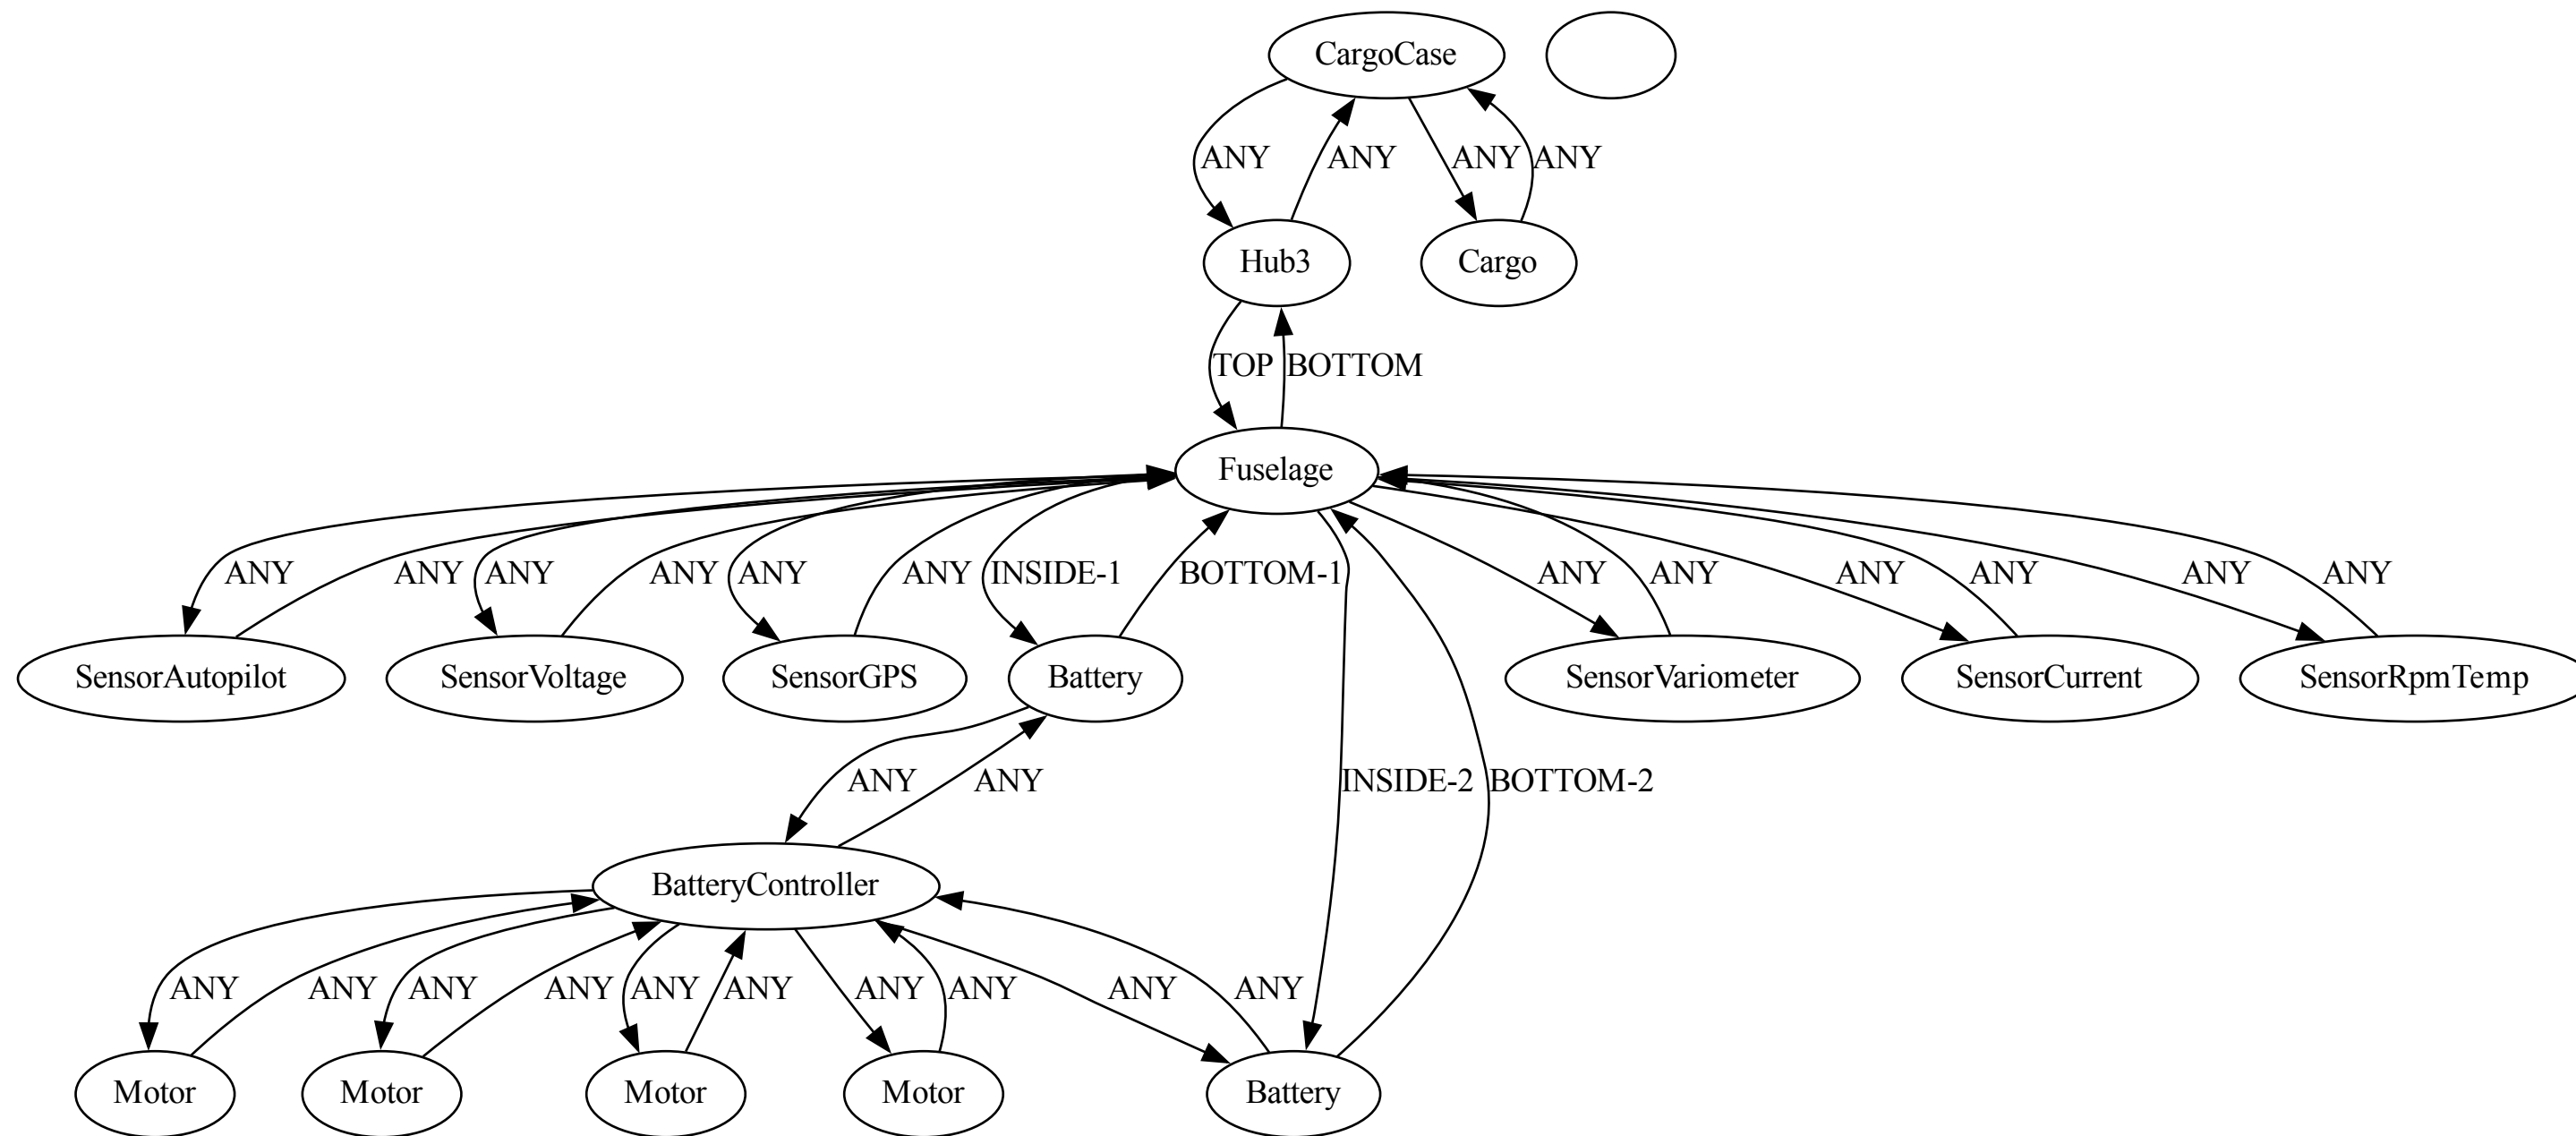 CargoCase
ANY ANY ANY ANY
Hub3 Cargo
TOP BOTTOM
Fuselage
ANY ANY ANY ANY ANY ANY INSIDE-1 BOTTOM-1 ANY ANY ANY ANY ANY ANY
SensorAutopilot SensorVoltage SensorGPS Battery SensorVariometer SensorCurrent SensorRpmTemp
ANY ANY INSIDE-2 BOTTOM-2
BatteryController
ANY ANY ANY ANY ANY ANY ANY ANY ANY ANY
Motor Motor Motor Motor Battery